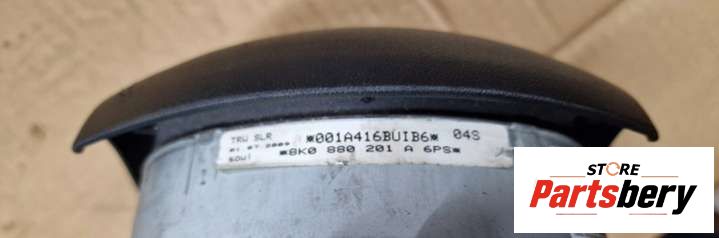 TRW SLR *001A416BUIB6* 04S
*8K0 880 201 A 6PS*
STORE
Partsbery